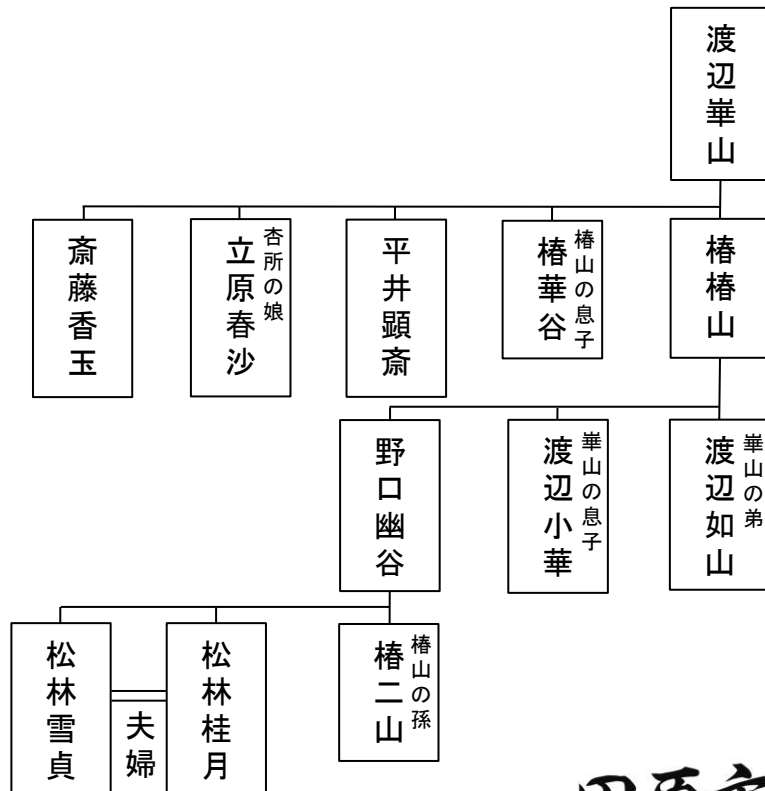 渡辺崋山
椿椿山
椿山の息子
椿華谷
平井顕斎
杏所の娘
立原春沙
斎藤香玉
崋山の弟
渡辺如山
崋山の息子
渡辺小華
野口幽谷
椿山の孫
椿二山
松林桂月
夫婦
松林雪貞